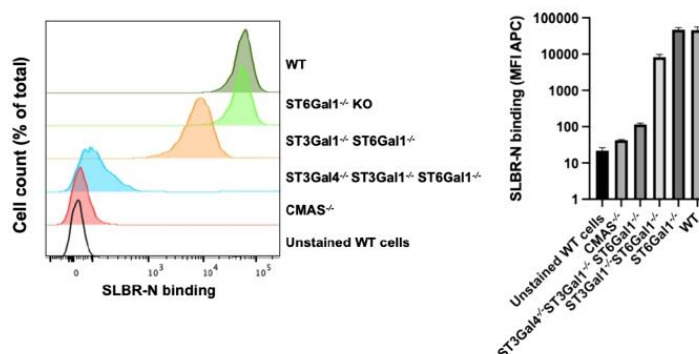 Cell count (% of total)
WT
ST6Gal1-/- KO
ST3Gal1-/- ST6Gal1-/-
ST3Gal4-/- ST3Gal1-/- ST6Gal1-/-
CMAS-/-
Unstained WT cells
0 10³ 10⁴ 10⁵
SLBR-N binding
SLBR-N binding (MFI APC)
100000
10000
1000
100
10
1
Unstained WT cells
CMAS-/-
ST3Gal4-/-ST3Gal1-/- ST6Gal1-/-
ST3Gal1-/-ST6Gal1-/-
ST6Gal1-/-
WT